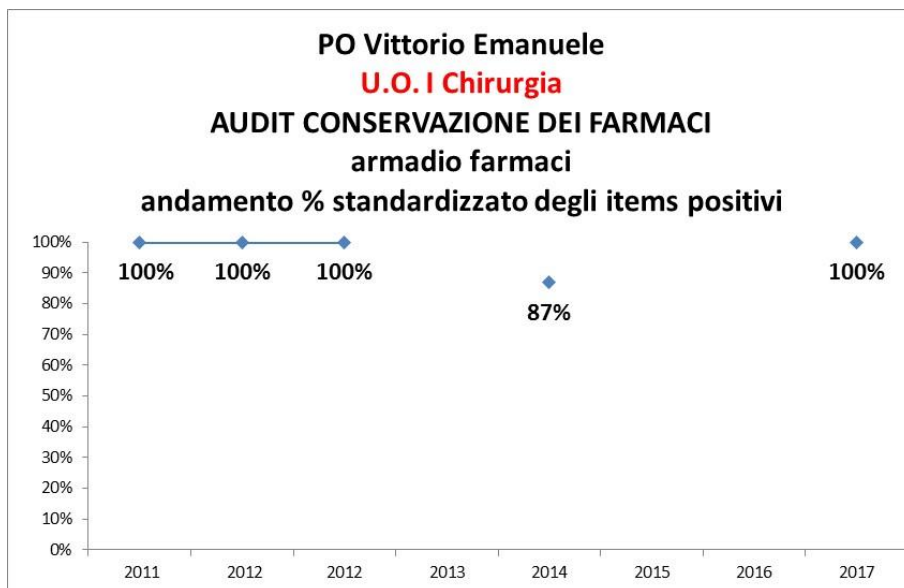 PO Vittorio Emanuele
U.O. I Chirurgia
AUDIT CONSERVAZIONE DEI FARMACI
armadio farmaci
andamento % standardizzato degli items positivi
100%
90%
80%
70%
60%
50%
40%
30%
20%
10%
0%
100% 100% 100% 87% 100%
2011 2012 2012 2013 2014 2015 2016 2017